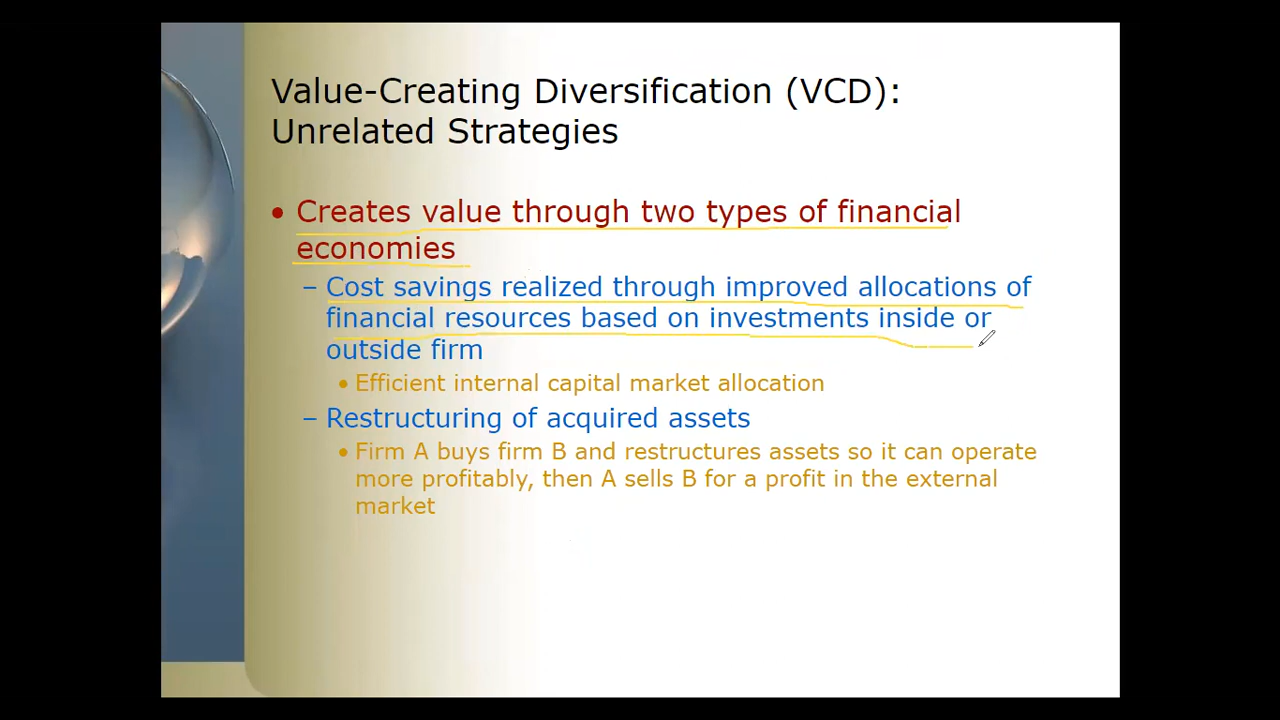 Value-Creating Diversification (VCD):
Unrelated Strategies
• Creates value through two types of financial
economies
– Cost savings realized through improved allocations of
financial resources based on investments inside or
outside firm
• Efficient internal capital market allocation
– Restructuring of acquired assets
• Firm A buys firm B and restructures assets so it can operate
more profitably, then A sells B for a profit in the external
market